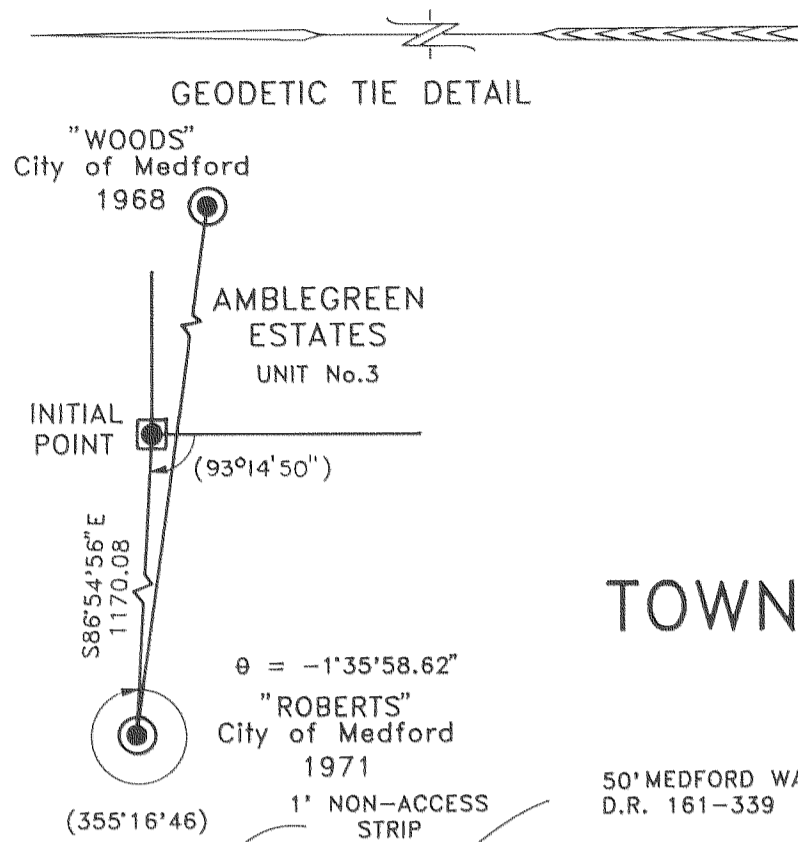 GEODETIC TIE DETAIL
"WOODS"
City of Medford
1968
AMBLEGREEN
ESTATES
UNIT No.3
INITIAL
POINT
(93°14'50")
S86°54'56"E
1170.08
TOWN
θ = -1°35'58.62"
"ROBERTS"
City of Medford
1971
(355°16'46)
1' NON-ACCESS
STRIP
50' MEDFORD WA
D.R. 161-339